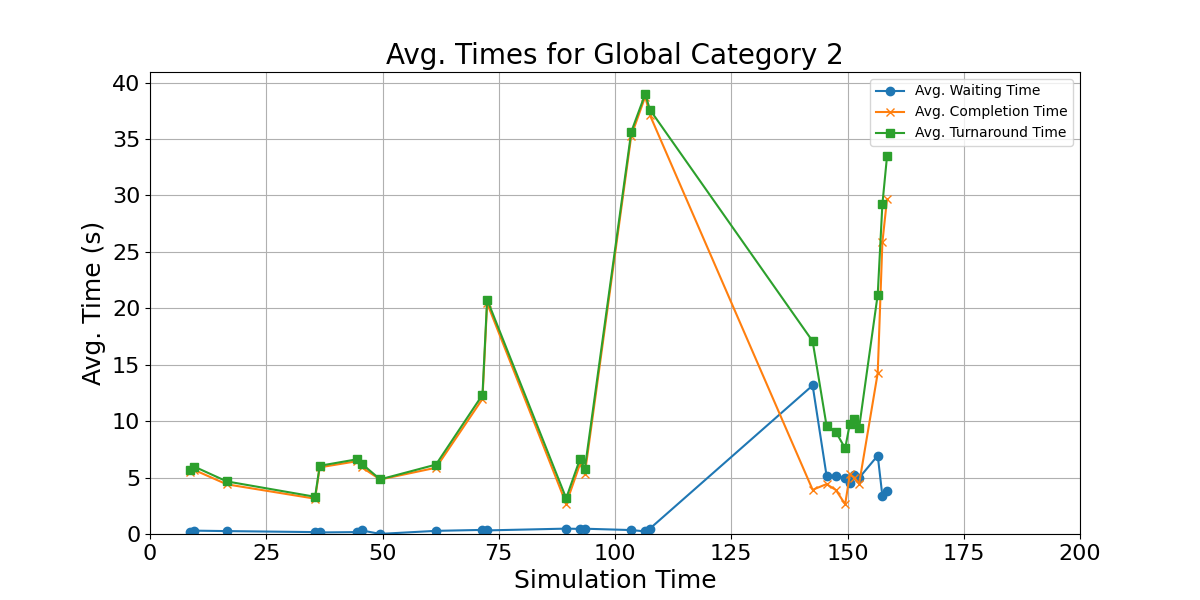 Avg. Times for Global Category 2
Avg. Waiting Time
Avg. Completion Time
Avg. Turnaround Time
Avg. Time (s)
40
35
30
25
20
15
10
5
0
0 25 50 75 100 125 150 175 200
Simulation Time